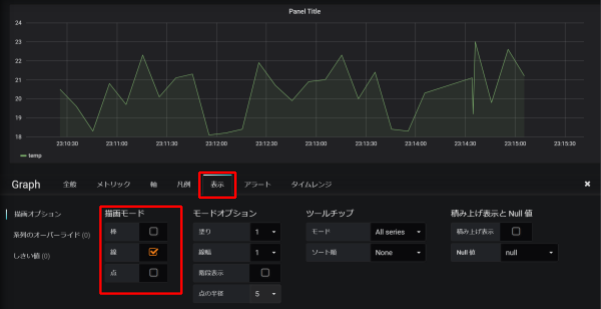 Panel Title
24
23
22
21
20
19
18
23:10:30 23:11:00 23:11:30 23:12:00 23:12:30 23:13:00 23:13:30 23:14:00 23:14:30 23:15:00 23:15:30
temp
Graph 全般 メトリック 軸 凡例 表示 アラート タイムレンジ ×
描画オプション
系列のオーバーライド (0)
しきい値 (0)
描画モード
棒
線
点
モードオプション
塗り 1
線幅 1
階段表示
点の半径 5
ツールチップ
モード All series
ソート順 None
積み上げ表示と Null 値
積み上げ表示
Null 値 null